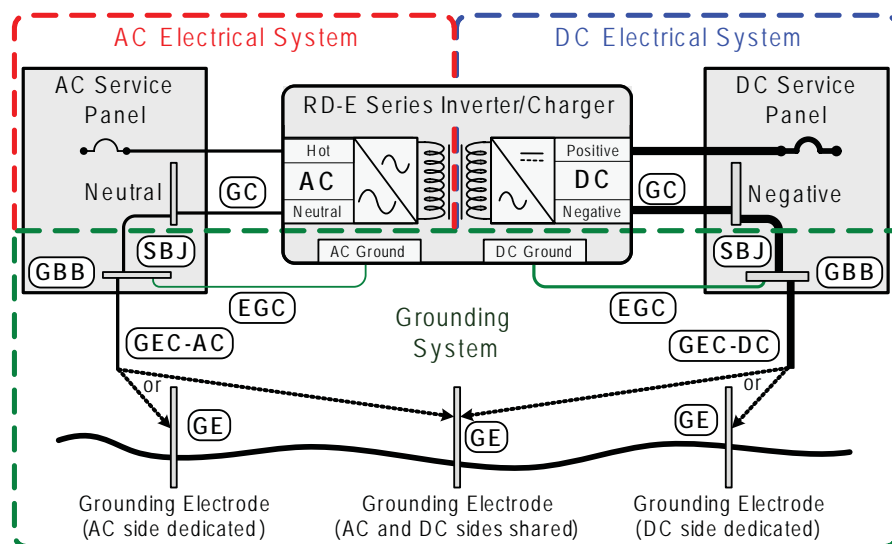 AC Electrical System
DC Electrical System
AC Service
Panel
RD-E Series Inverter/Charger
DC Service
Panel
Hot
AC
Neutral
Positive
DC
Negative
Neutral
GC
GC
Negative
AC Ground
DC Ground
GBB
SBJ
SBJ
GBB
EGC
EGC
Grounding
System
GEC-AC
GEC-DC
or
or
GE
GE
GE
Grounding Electrode
(AC side dedicated)
Grounding Electrode
(AC and DC sides shared)
Grounding Electrode
(DC side dedicated)